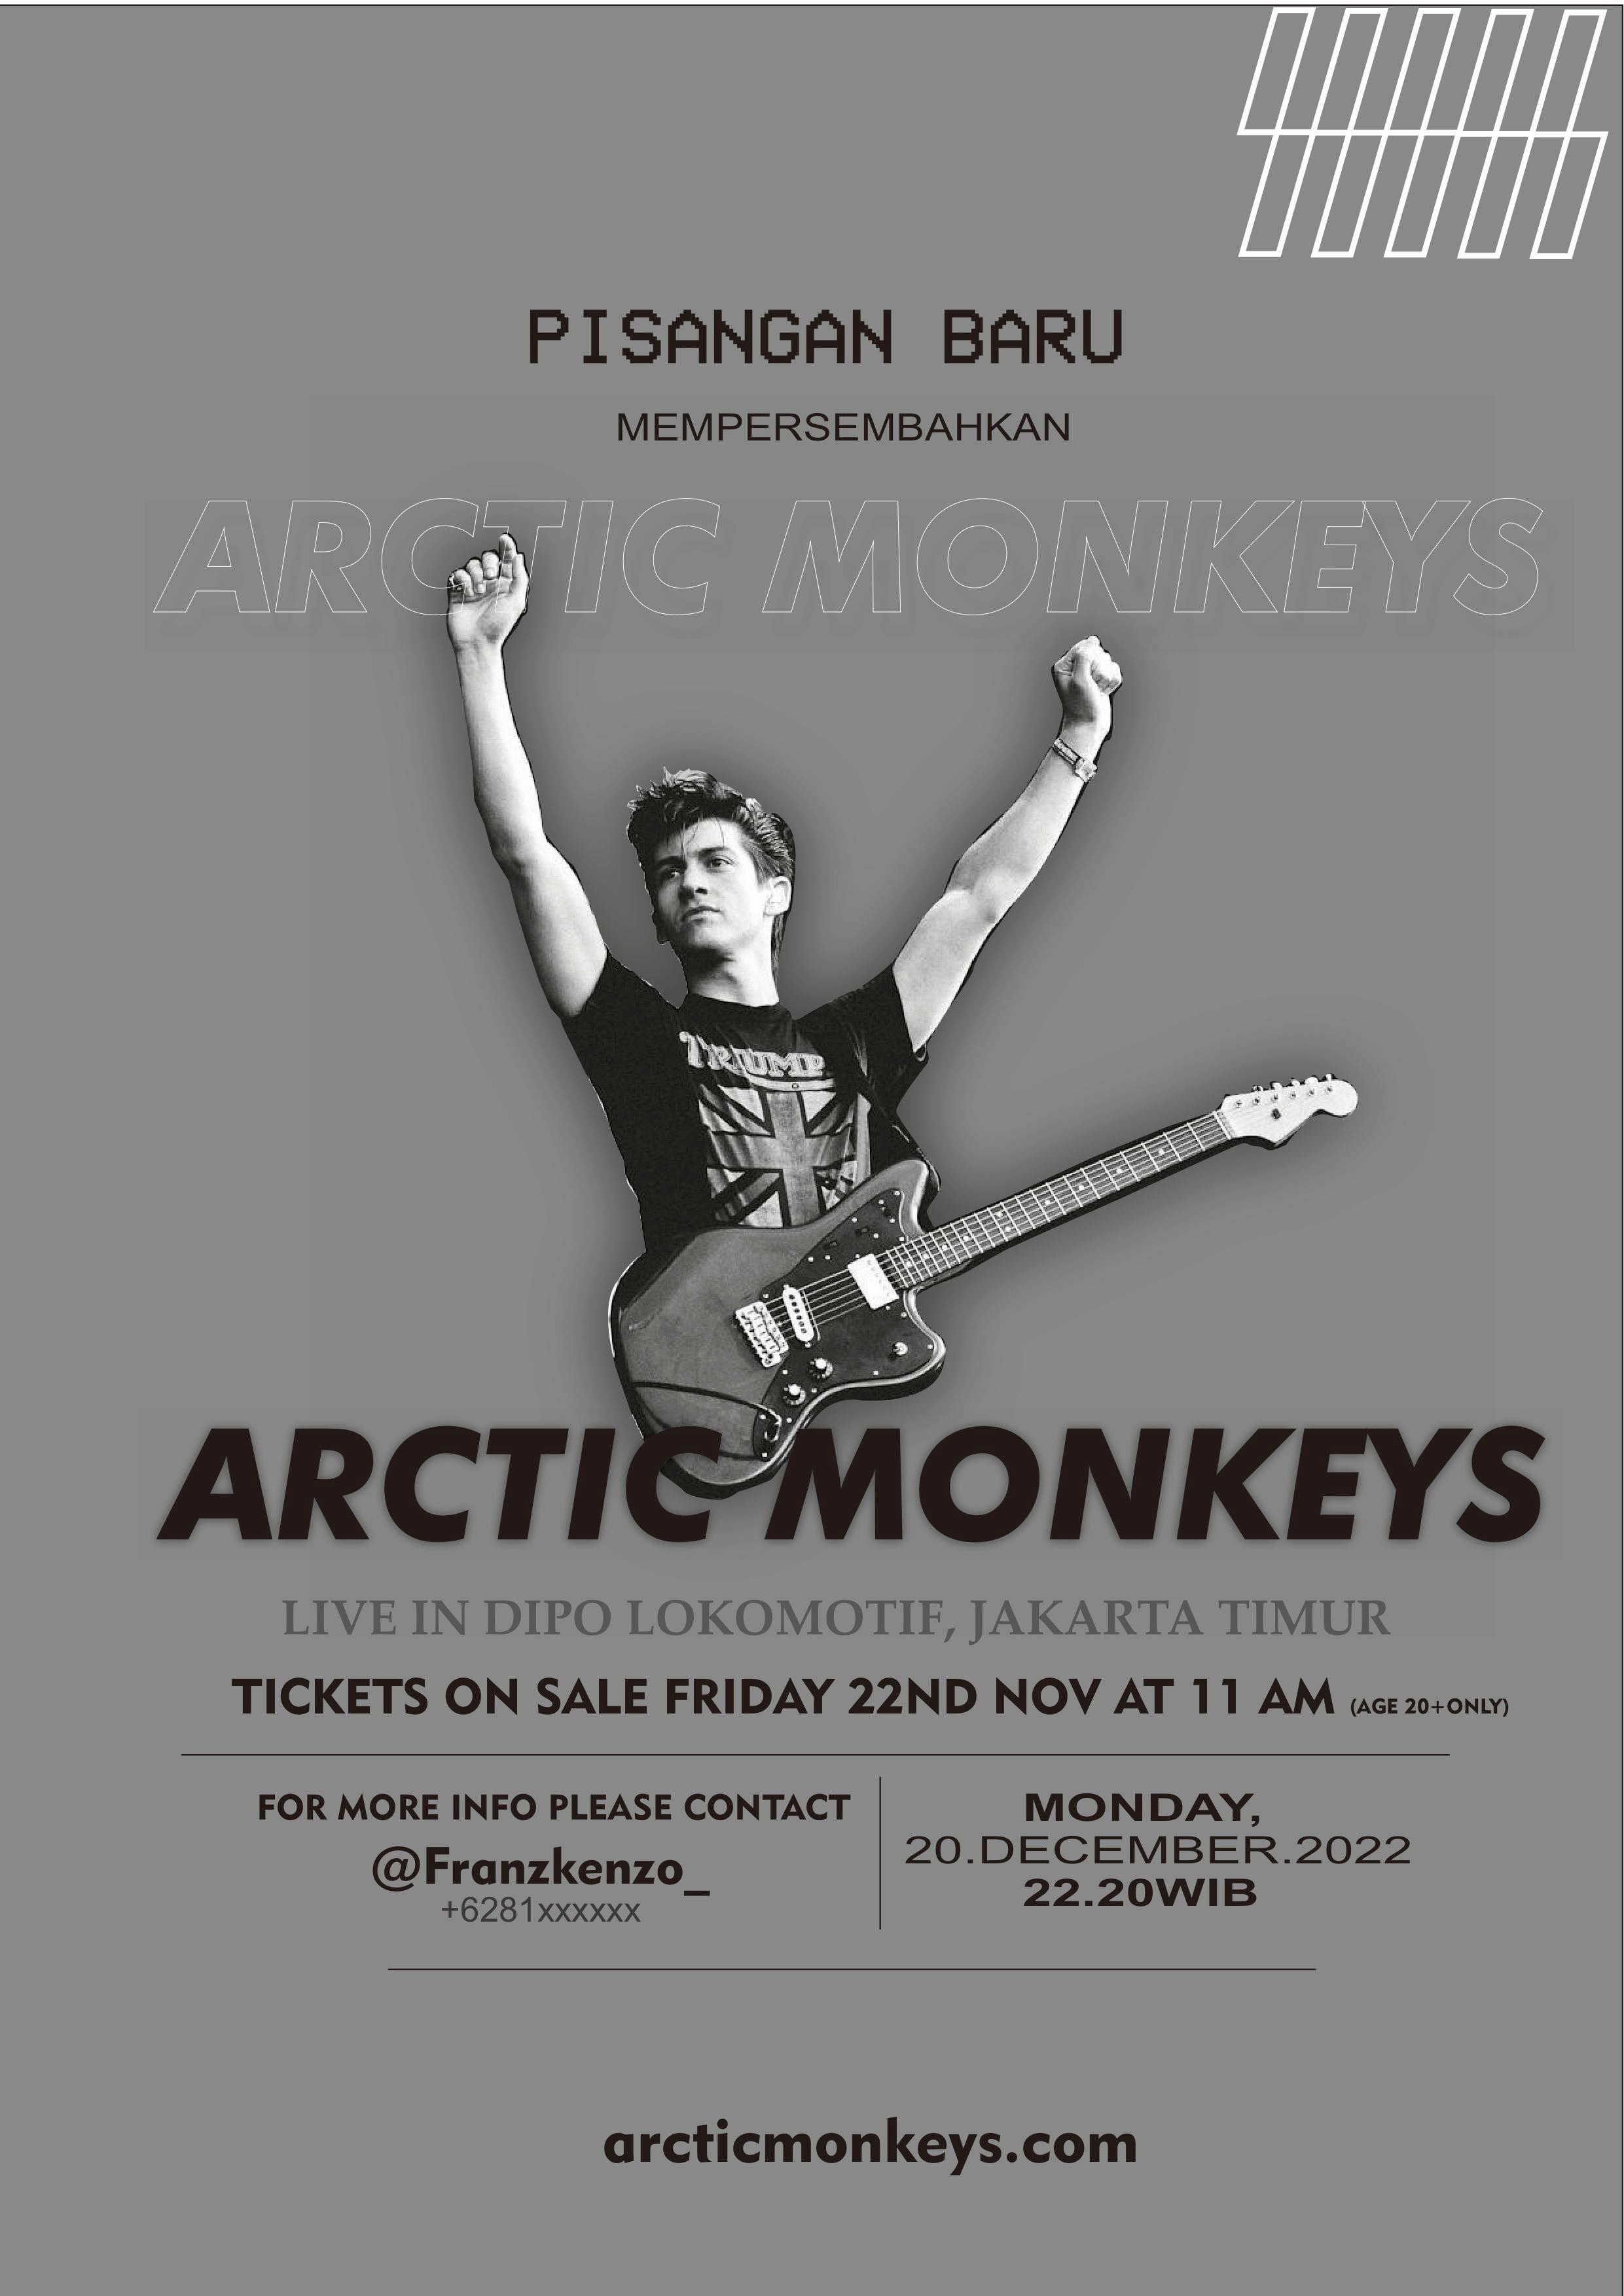 PISANGAN BARU
MEMPERSEMBAHKAN
ARCTIC MONKEYS
TRIUMP
ARCTIC MONKEYS
LIVE IN DIPO LOKOMOTIF, JAKARTA TIMUR
TICKETS ON SALE FRIDAY 22ND NOV AT 11 AM (AGE 20+ONLY)
FOR MORE INFO PLEASE CONTACT
@Franzkenzo_
+6281xxxxxx
MONDAY,
20.DECEMBER.2022
22.20WIB
arcticmonkeys.com